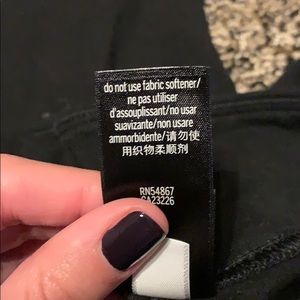 do not use fabric softener/
ne pas utiliser
d'assouplissant/no usar
suavizante/non usare
ammorbidente/请勿使
用织物柔顺剂
RN54867
CA23226